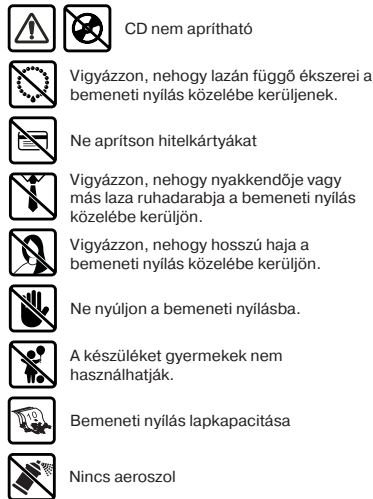 CD nem aprítható
Vigyázzon, nehogy lazán függő ékszerei a
bemeneti nyílás közelébe kerüljenek.
Ne aprítson hitelkártyákat
Vigyázzon, nehogy nyakkendője vagy
más laza ruhadarabja a bemeneti nyílás
közelébe kerüljön.
Vigyázzon, nehogy hosszú haja a
bemeneti nyílás közelébe kerüljön.
Ne nyúljon a bemeneti nyílásba.
A készüléket gyermekek nem
használhatják.
10
Bemeneti nyílás lapkapacitása
Nincs aeroszol